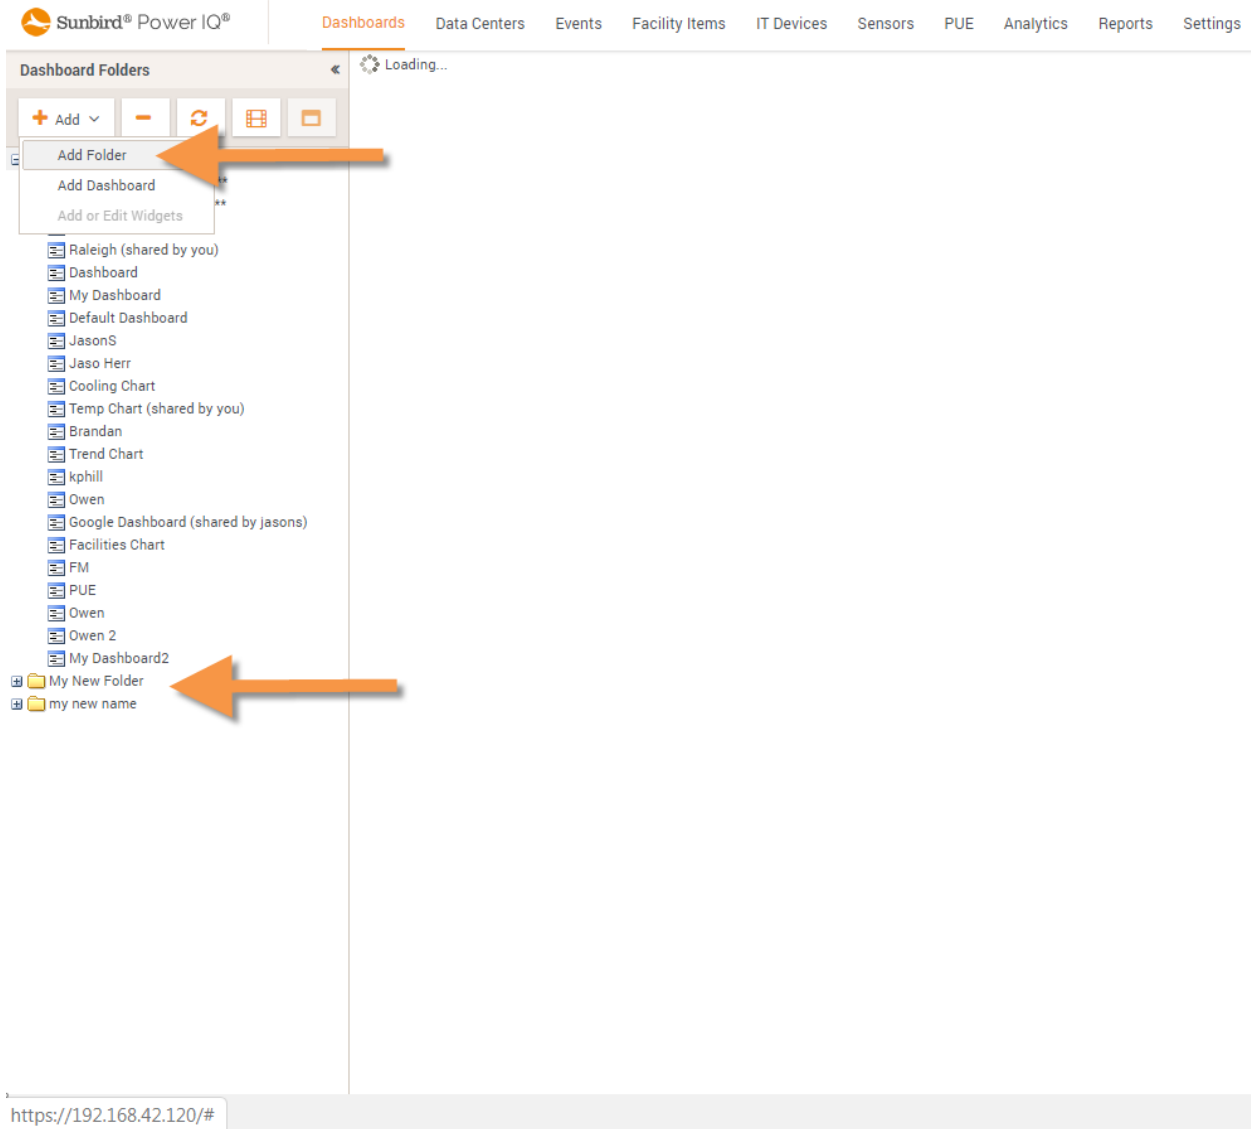 Sunbird® Power IQ®
Dashboards Data Centers Events Facility Items IT Devices Sensors PUE Analytics Reports Settings
Dashboard Folders «
Loading...
Add
Add Folder
Add Dashboard
**
Add or Edit Widgets
**
Raleigh (shared by you)
Dashboard
My Dashboard
Default Dashboard
JasonS
Jaso Herr
Cooling Chart
Temp Chart (shared by you)
Brandan
Trend Chart
kphill
Owen
Google Dashboard (shared by jasons)
Facilities Chart
FM
PUE
Owen
Owen 2
My Dashboard2
My New Folder
my new name
https://192.168.42.120/#